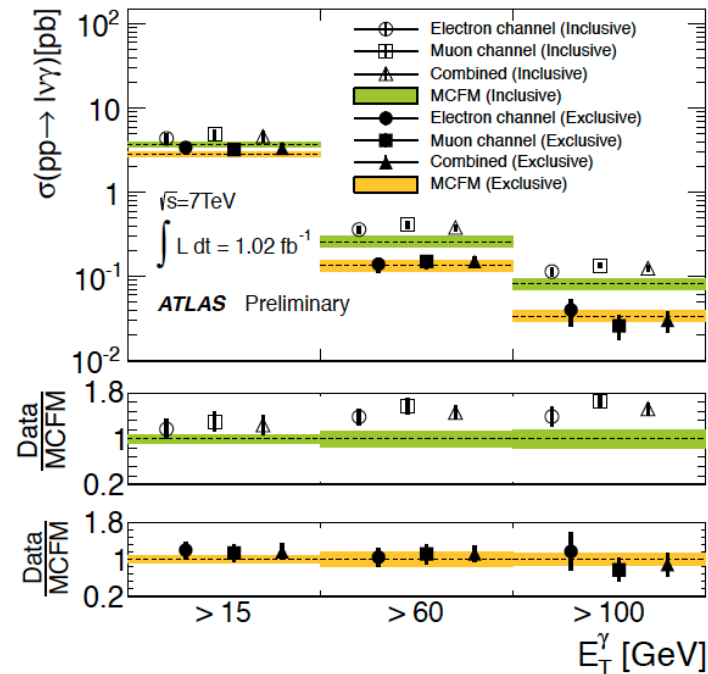 σ(pp→ lνγ)[pb]
10²
10
1
10⁻¹
10⁻²
Electron channel (Inclusive)
Muon channel (Inclusive)
Combined (Inclusive)
MCFM (Inclusive)
Electron channel (Exclusive)
Muon channel (Exclusive)
Combined (Exclusive)
MCFM (Exclusive)
√s=7TeV
∫ L dt = 1.02 fb⁻¹
ATLAS Preliminary
Data
MCFM
1.8
1
0.2
Data
MCFM
1.8
1
0.2
> 15 > 60 > 100
E_T^γ [GeV]